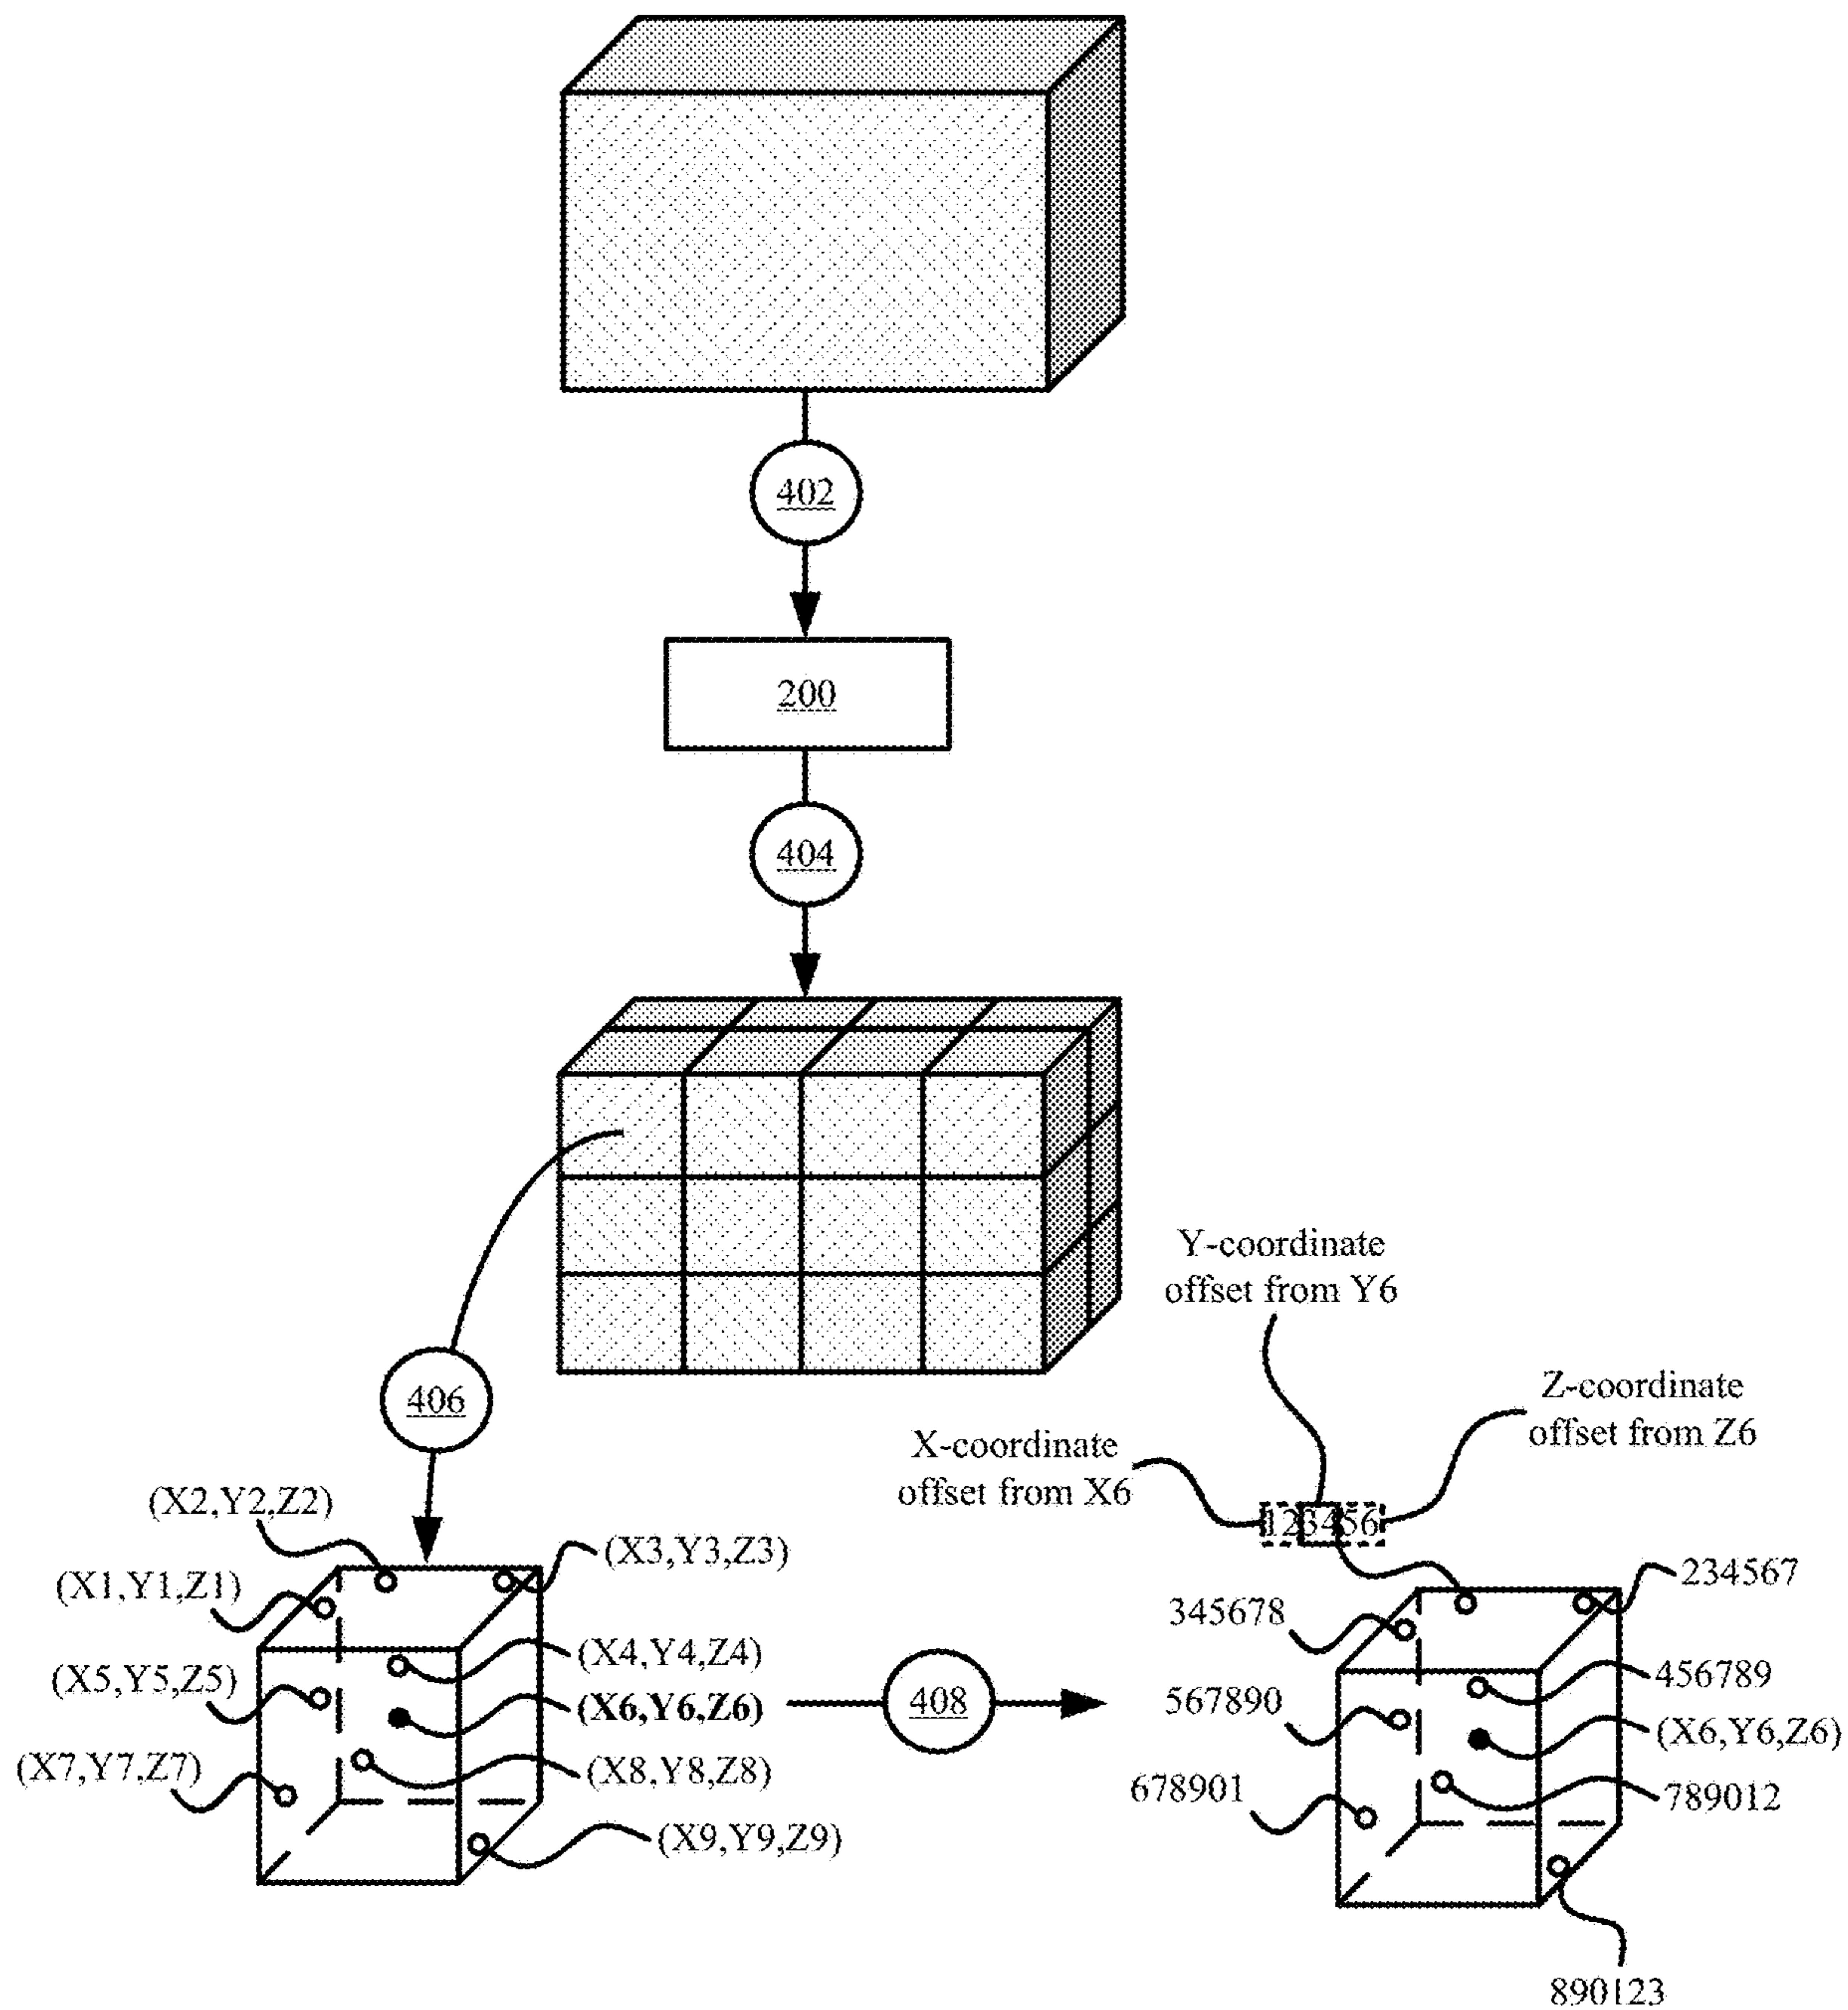 402
200
404
Y-coordinate
offset from Y6
406
Z-coordinate
offset from Z6
X-coordinate
offset from X6
123456
(X2,Y2,Z2)
(X3,Y3,Z3)
(X1,Y1,Z1)
234567
345678
(X4,Y4,Z4)
456789
(X5,Y5,Z5)
567890
(X6,Y6,Z6)
408
(X6,Y6,Z6)
(X7,Y7,Z7)
(X8,Y8,Z8)
678901
789012
(X9,Y9,Z9)
890123